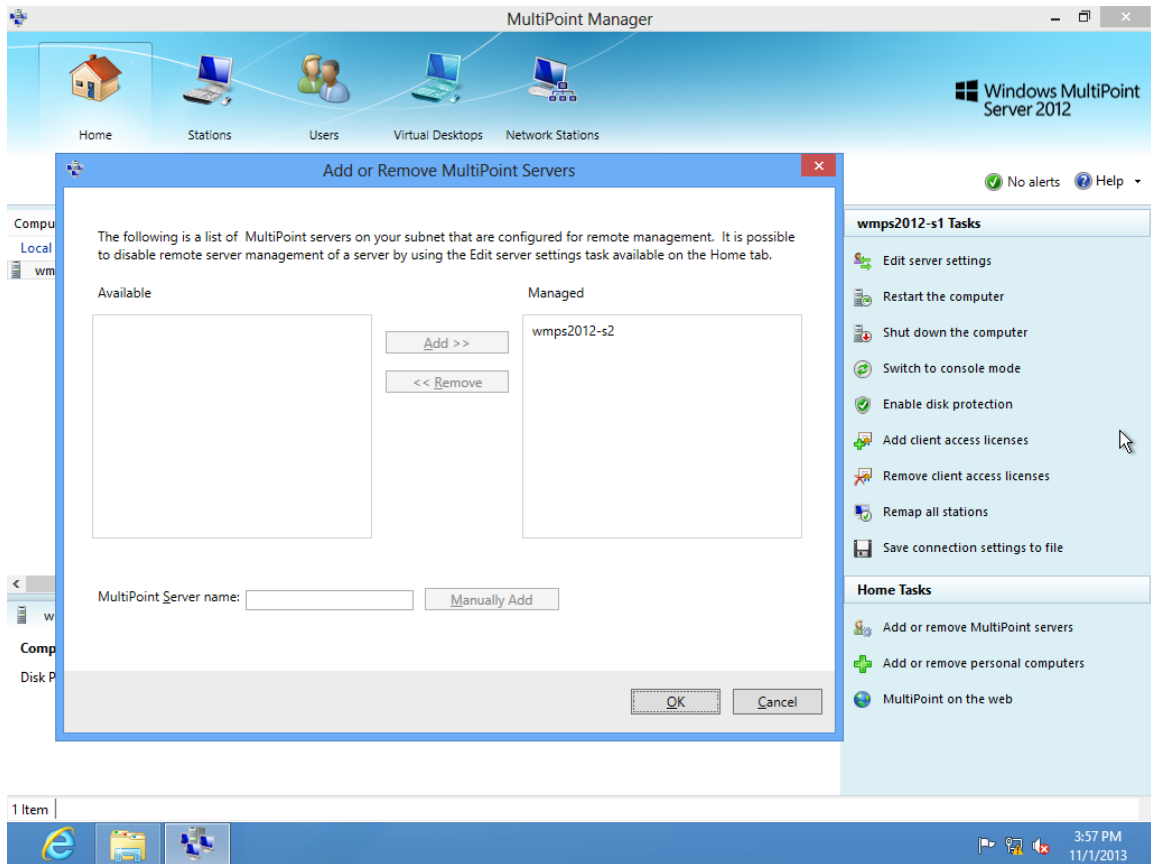 MultiPoint Manager
Home
Stations
Users
Virtual Desktops
Network Stations
Windows MultiPoint
Server 2012
No alerts
Help
Add or Remove MultiPoint Servers
The following is a list of MultiPoint servers on your subnet that are configured for remote management. It is possible
to disable remote server management of a server by using the Edit server settings task available on the Home tab.
Available
Managed
wmps2012-s2
Add >>
<< Remove
MultiPoint Server name:
Manually Add
OK
Cancel
Compu
Local
wm
w
Comp
Disk P
wmps2012-s1 Tasks
Edit server settings
Restart the computer
Shut down the computer
Switch to console mode
Enable disk protection
Add client access licenses
Remove client access licenses
Remap all stations
Save connection settings to file
Home Tasks
Add or remove MultiPoint servers
Add or remove personal computers
MultiPoint on the web
1 Item
3:57 PM
11/1/2013